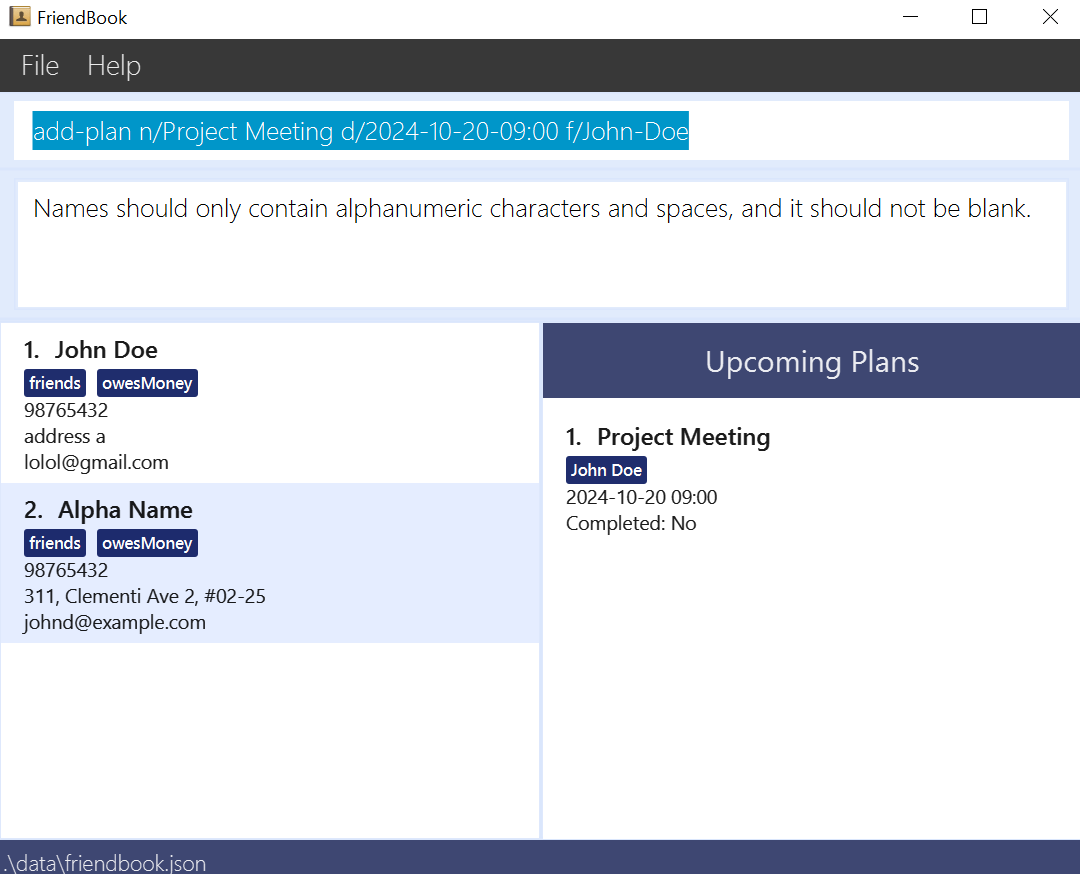 FriendBook
File Help
add-plan n/Project Meeting d/2024-10-20-09:00 f/John-Doe
Names should only contain alphanumeric characters and spaces, and it should not be blank.
1. John Doe
friends owesMoney
98765432
address a
lolol@gmail.com
2. Alpha Name
friends owesMoney
98765432
311, Clementi Ave 2, #02-25
johnd@example.com
Upcoming Plans
1. Project Meeting
John Doe
2024-10-20 09:00
Completed: No
.\data\friendbook.json